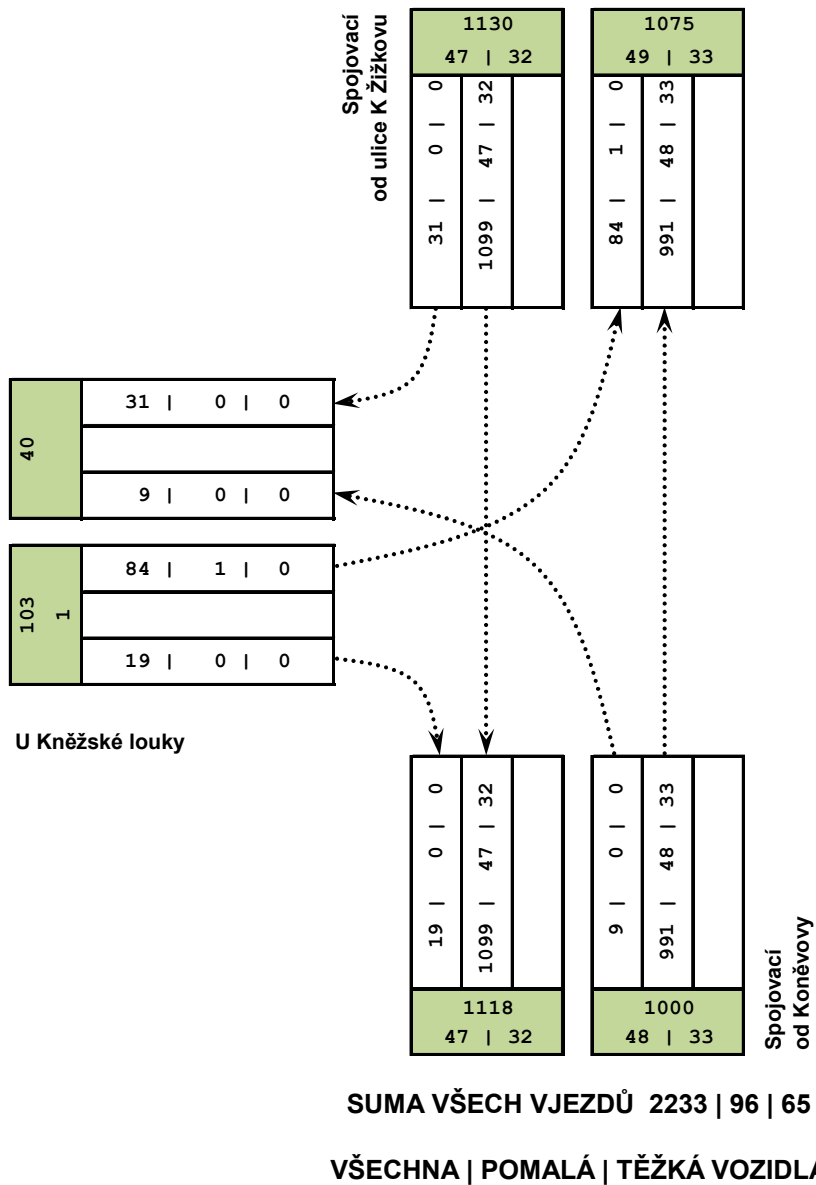 Spojovací
od ulice K Žižkovu
1130
47 | 32
31 | 0 | 0
1099 | 47 | 32
1075
49 | 33
84 | 1 | 0
991 | 48 | 33
40
31 | 0 | 0
9 | 0 | 0
103
1
84 | 1 | 0
19 | 0 | 0
U Kněžské louky
19 | 0 | 0
1099 | 47 | 32
1118
47 | 32
9 | 0 | 0
991 | 48 | 33
1000
48 | 33
Spojovací
od Koněvovy
SUMA VŠECH VJEZDŮ 2233 | 96 | 65
VŠECHNA | POMALÁ | TĚŽKÁ VOZIDLA